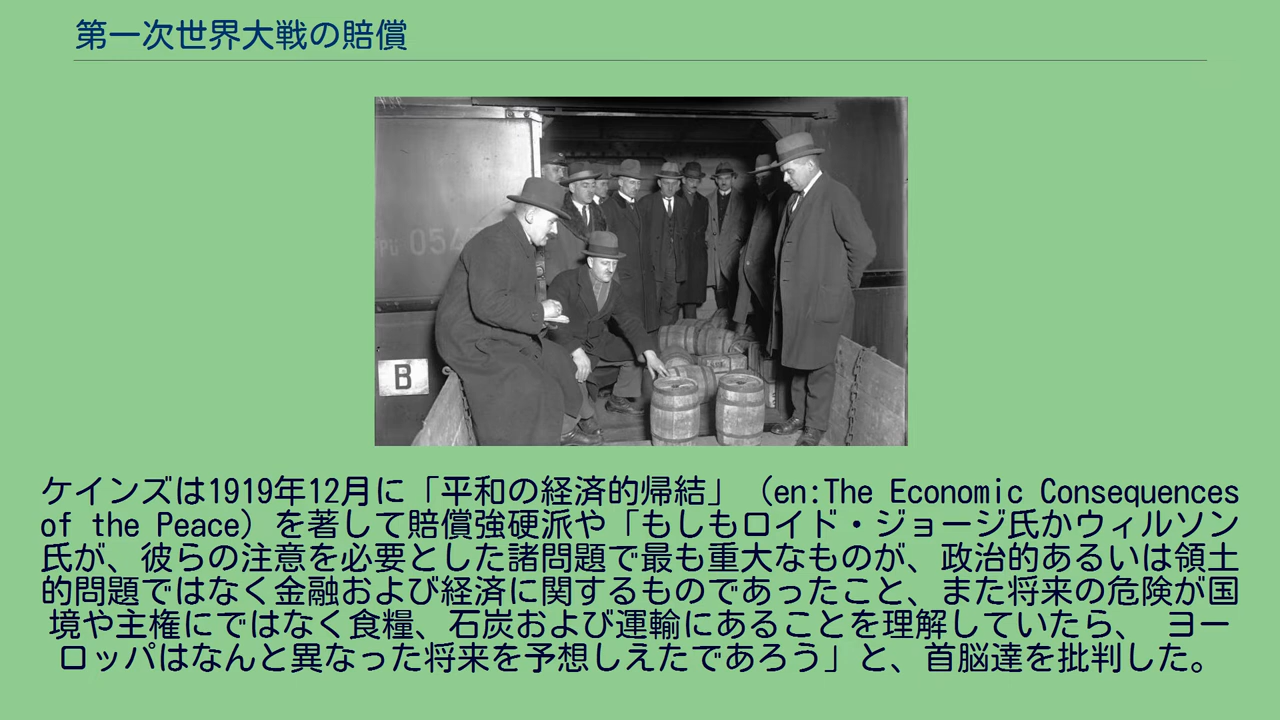 第一次世界大戦の賠償
B
ケインズは1919年12月に「平和の経済的帰結」（en:The Economic Consequences
of the Peace）を著して賠償強硬派や「もしもロイド・ジョージ氏かウィルソン
氏が、彼らの注意を必要とした諸問題で最も重大なものが、政治的あるいは領土
的問題ではなく金融および経済に関するものであったこと、また将来の危険が国
境や主権にではなく食糧、石炭および運輸にあることを理解していたら、 ヨー
ロッパはなんと異なった将来を予想しえたであろう」と、首脳達を批判した。